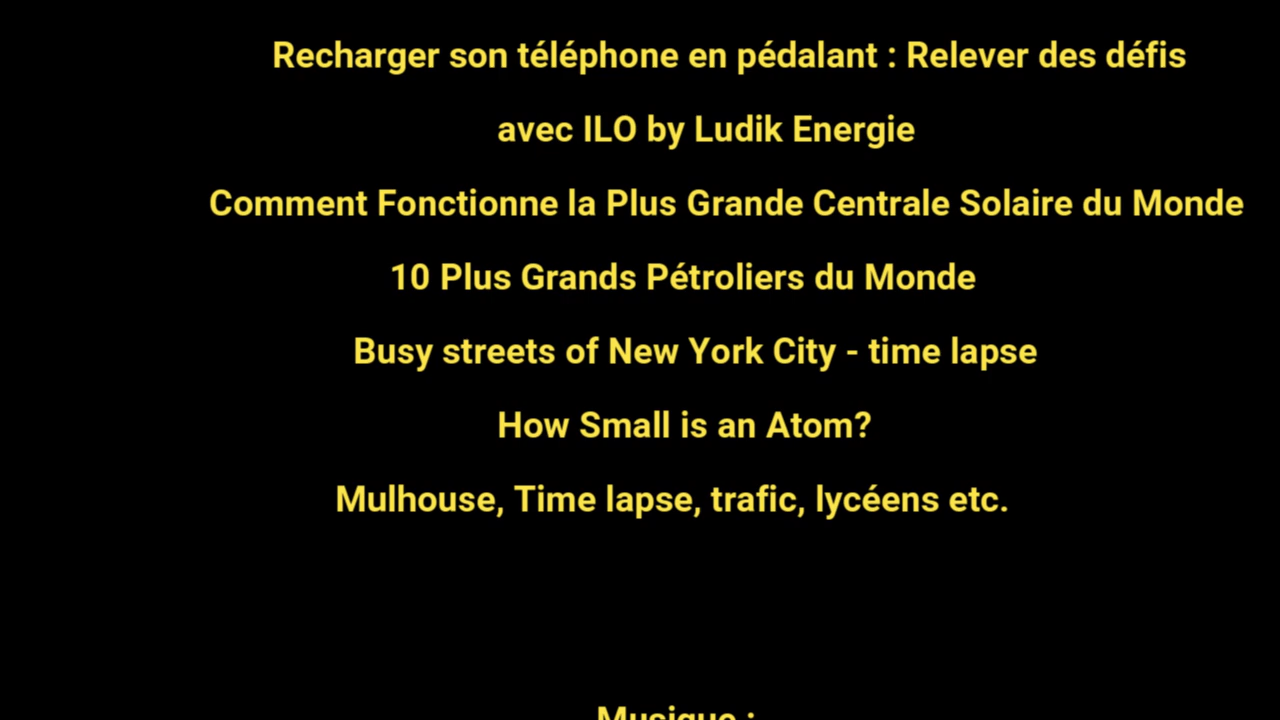 Recharger son téléphone en pédalant : Relever des défis
avec ILO by Ludik Energie
Comment Fonctionne la Plus Grande Centrale Solaire du Monde
10 Plus Grands Pétroliers du Monde
Busy streets of New York City - time lapse
How Small is an Atom?
Mulhouse, Time lapse, trafic, lycéens etc.
Musique :